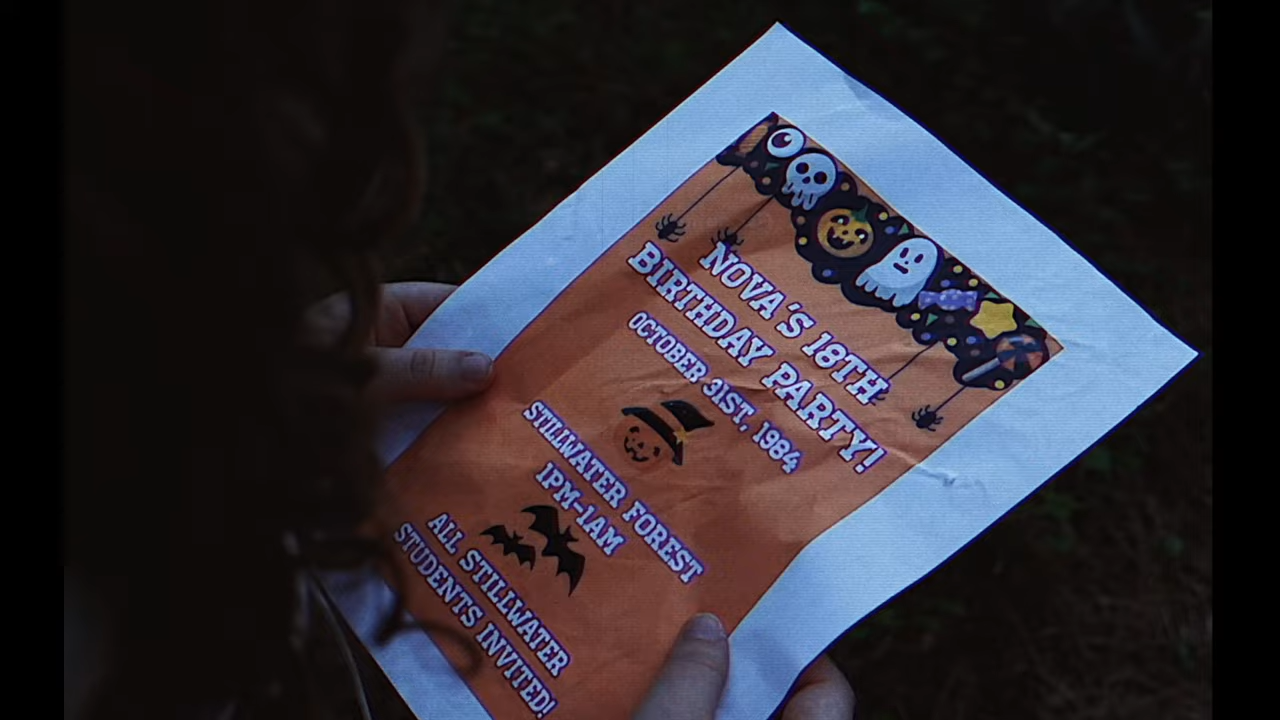 NOVA'S 18TH
BIRTHDAY PARTY!
OCTOBER 31ST, 1984
STILLWATER FOREST
1PM-1AM
ALL STILLWATER
STUDENTS INVITED!